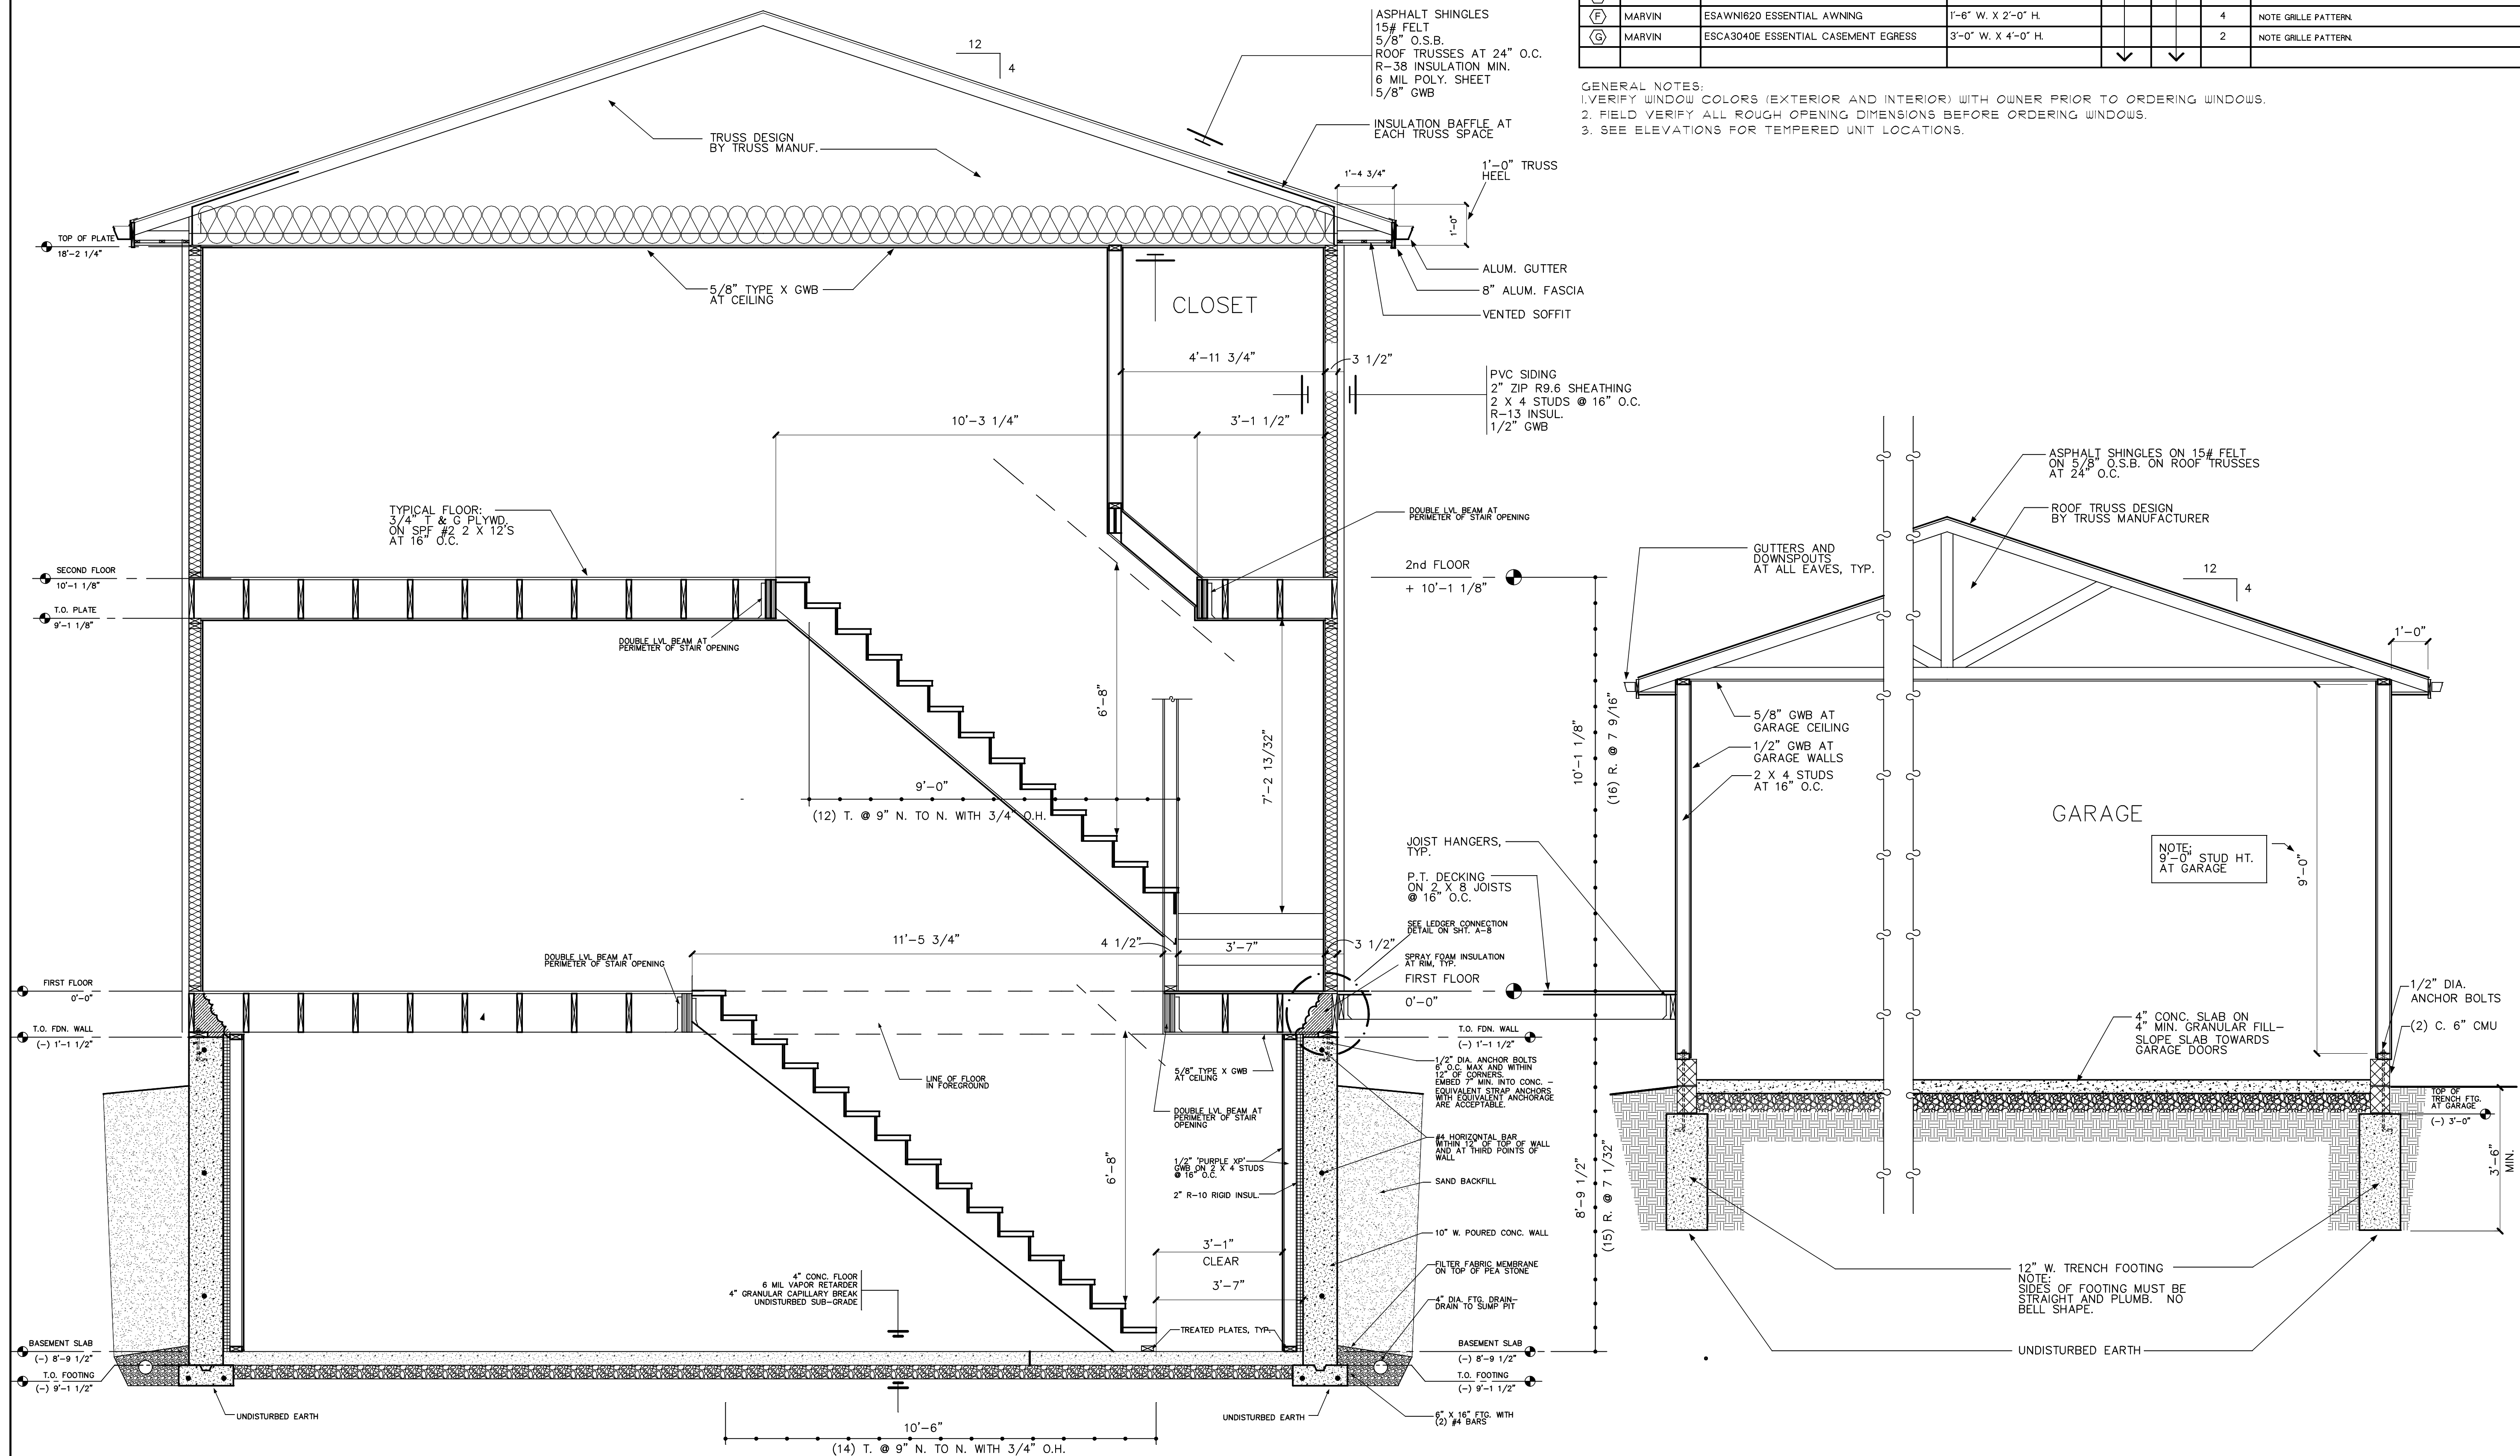 F MARVIN ESAWN1620 ESSENTIAL AWNING 1'-6" W. X 2'-0" H. 4 NOTE GRILLE PATTERN.
G MARVIN ESCA3040E ESSENTIAL CASEMENT EGRESS 3'-0" W. X 4'-0" H. 2 NOTE GRILLE PATTERN.
GENERAL NOTES:
1.VERIFY WINDOW COLORS (EXTERIOR AND INTERIOR) WITH OWNER PRIOR TO ORDERING WINDOWS.
2. FIELD VERIFY ALL ROUGH OPENING DIMENSIONS BEFORE ORDERING WINDOWS.
3. SEE ELEVATIONS FOR TEMPERED UNIT LOCATIONS.
ASPHALT SHINGLES
15# FELT
5/8" O.S.B.
ROOF TRUSSES AT 24" O.C.
R-38 INSULATION MIN.
6 MIL POLY. SHEET
5/8" GWB
12
4
INSULATION BAFFLE AT
EACH TRUSS SPACE
TRUSS DESIGN
BY TRUSS MANUF.
1'-0" TRUSS
HEEL
1'-4 3/4"
1'-0"
TOP OF PLATE
18'-2 1/4"
5/8" TYPE X GWB
AT CEILING
CLOSET
ALUM. GUTTER
8" ALUM. FASCIA
VENTED SOFFIT
4'-11 3/4"
3 1/2"
PVC SIDING
2" ZIP R9.6 SHEATHING
2 X 4 STUDS @ 16" O.C.
R-13 INSUL.
1/2" GWB
10'-3 1/4"
3'-1 1/2"
TYPICAL FLOOR:
3/4" T & G PLYWD.
ON SPF #2 2 X 12'S
AT 16" O.C.
DOUBLE LVL BEAM AT
PERIMETER OF STAIR OPENING
SECOND FLOOR
10'-1 1/8"
T.O. PLATE
9'-1 1/8"
2nd FLOOR
+ 10'-1 1/8"
DOUBLE LVL BEAM AT
PERIMETER OF STAIR OPENING
6'-8"
7'-2 13/32"
9'-0"
(12) T. @ 9" N. TO N. WITH 3/4" O.H.
10'-1 1/8"
(16) R. @ 7 9/16"
JOIST HANGERS,
TYP.
P.T. DECKING
ON 2 X 8 JOISTS
@ 16" O.C.
SEE LEDGER CONNECTION
DETAIL ON SHT. A-8
SPRAY FOAM INSULATION
AT RIM, TYP.
FIRST FLOOR
0'-0"
11'-5 3/4"
4 1/2"
3'-7"
3 1/2"
DOUBLE LVL BEAM AT
PERIMETER OF STAIR OPENING
FIRST FLOOR
0'-0"
T.O. FDN. WALL
(-) 1'-1 1/2"
T.O. FDN. WALL
(-) 1'-1 1/2"
LINE OF FLOOR
IN FOREGROUND
5/8" TYPE X GWB
AT CEILING
DOUBLE LVL BEAM AT
PERIMETER OF STAIR
OPENING
1/2" DIA. ANCHOR BOLTS
6' O.C. MAX AND WITHIN
12" OF CORNERS.
EMBED 7" MIN. INTO CONC. –
EQUIVALENT STRAP ANCHORS
WITH EQUIVALENT ANCHORAGE
ARE ACCEPTABLE.
#4 HORIZONTAL BAR
WITHIN 12" OF TOP OF WALL
AND AT THIRD POINTS OF
WALL
6'-8"
1/2" 'PURPLE XP'
GWB ON 2 X 4 STUDS
@ 16" O.C.
2" R-10 RIGID INSUL.
SAND BACKFILL
10" W. POURED CONC. WALL
8'-9 1/2"
(15) R. @ 7 1/32"
3'-1"
CLEAR
3'-7"
FILTER FABRIC MEMBRANE
ON TOP OF PEA STONE
4" DIA. FTG. DRAIN-
DRAIN TO SUMP PIT
4" CONC. FLOOR
6 MIL VAPOR RETARDER
4" GRANULAR CAPILLARY BREAK
UNDISTURBED SUB-GRADE
TREATED PLATES, TYP.
BASEMENT SLAB
(-) 8'-9 1/2"
T.O. FOOTING
(-) 9'-1 1/2"
BASEMENT SLAB
(-) 8'-9 1/2"
T.O. FOOTING
(-) 9'-1 1/2"
UNDISTURBED EARTH
UNDISTURBED EARTH
6" X 16" FTG. WITH
(2) #4 BARS
10'-6"
(14) T. @ 9" N. TO N. WITH 3/4" O.H.
ASPHALT SHINGLES ON 15# FELT
ON 5/8" O.S.B. ON ROOF TRUSSES
AT 24" O.C.
ROOF TRUSS DESIGN
BY TRUSS MANUFACTURER
GUTTERS AND
DOWNSPOUTS
AT ALL EAVES, TYP.
12
4
1'-0"
5/8" GWB AT
GARAGE CEILING
1/2" GWB AT
GARAGE WALLS
2 X 4 STUDS
AT 16" O.C.
GARAGE
NOTE:
9'-0" STUD HT.
AT GARAGE
9'-0"
1/2" DIA.
ANCHOR BOLTS
(2) C. 6" CMU
4" CONC. SLAB ON
4" MIN. GRANULAR FILL-
SLOPE SLAB TOWARDS
GARAGE DOORS
TOP OF
TRENCH FTG.
AT GARAGE
(-) 3'-0"
3'-6"
MIN.
12" W. TRENCH FOOTING
NOTE:
SIDES OF FOOTING MUST BE
STRAIGHT AND PLUMB. NO
BELL SHAPE.
UNDISTURBED EARTH